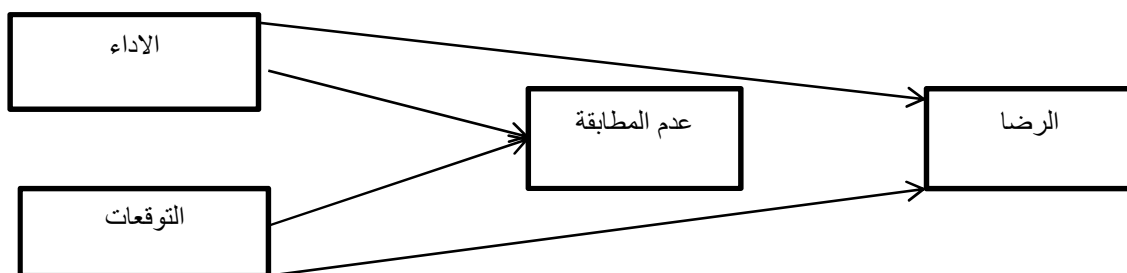 الاداء
عدم المطابقة
الرضا
التوقعات